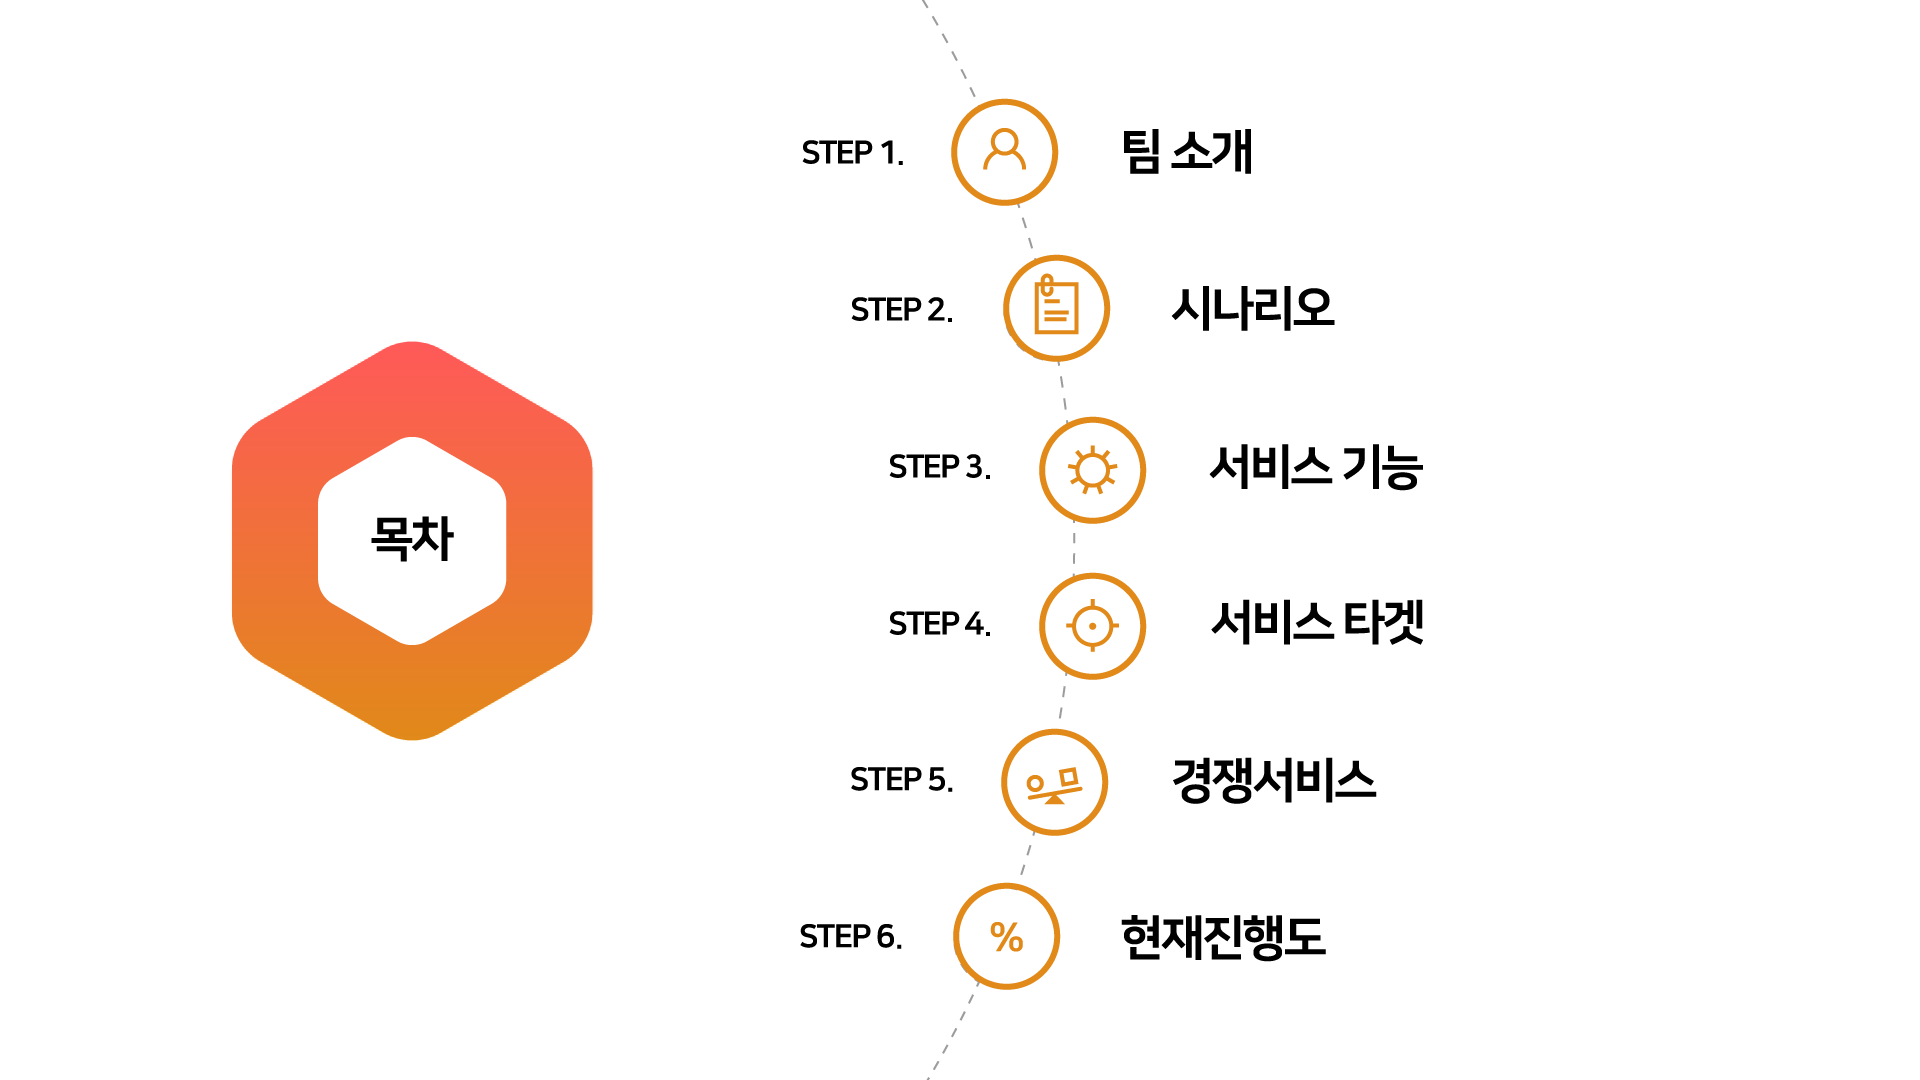 목차
STEP 1. 팀 소개
STEP 2. 시나리오
STEP 3. 서비스 기능
STEP 4. 서비스 타겟
STEP 5. 경쟁서비스
STEP 6. % 현재진행도